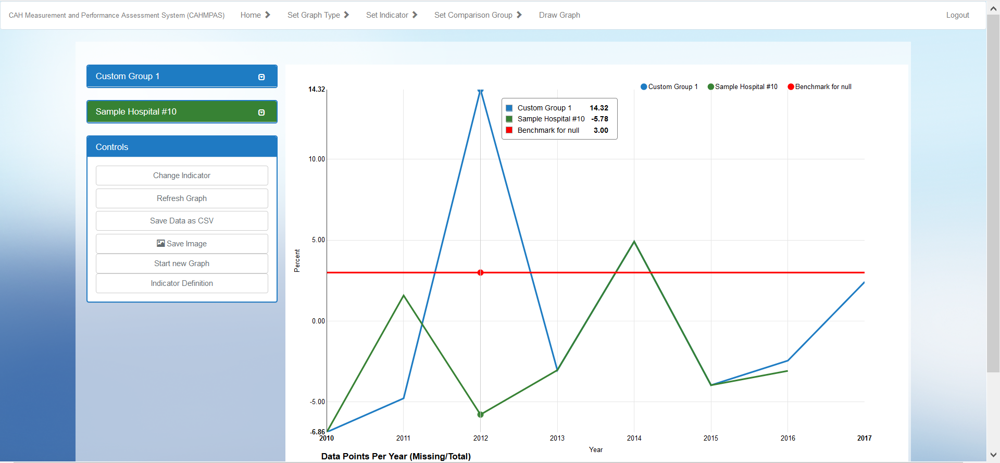 CAH Measurement and Performance Assessment System (CAHMPAS) Home Set Graph Type Set Indicator Set Comparison Group Draw Graph Logout
Custom Group 1
Sample Hospital #10
Controls
Change Indicator
Refresh Graph
Save Data as CSV
Save Image
Start new Graph
Indicator Definition
Custom Group 1 Sample Hospital #10 Benchmark for null
14.32
10.00
5.00
0.00
-5.00
-6.86
Percent
Custom Group 1 14.32
Sample Hospital #10 -5.78
Benchmark for null 3.00
2010 2011 2012 2013 2014 2015 2016 2017
Year
Data Points Per Year (Missing/Total)